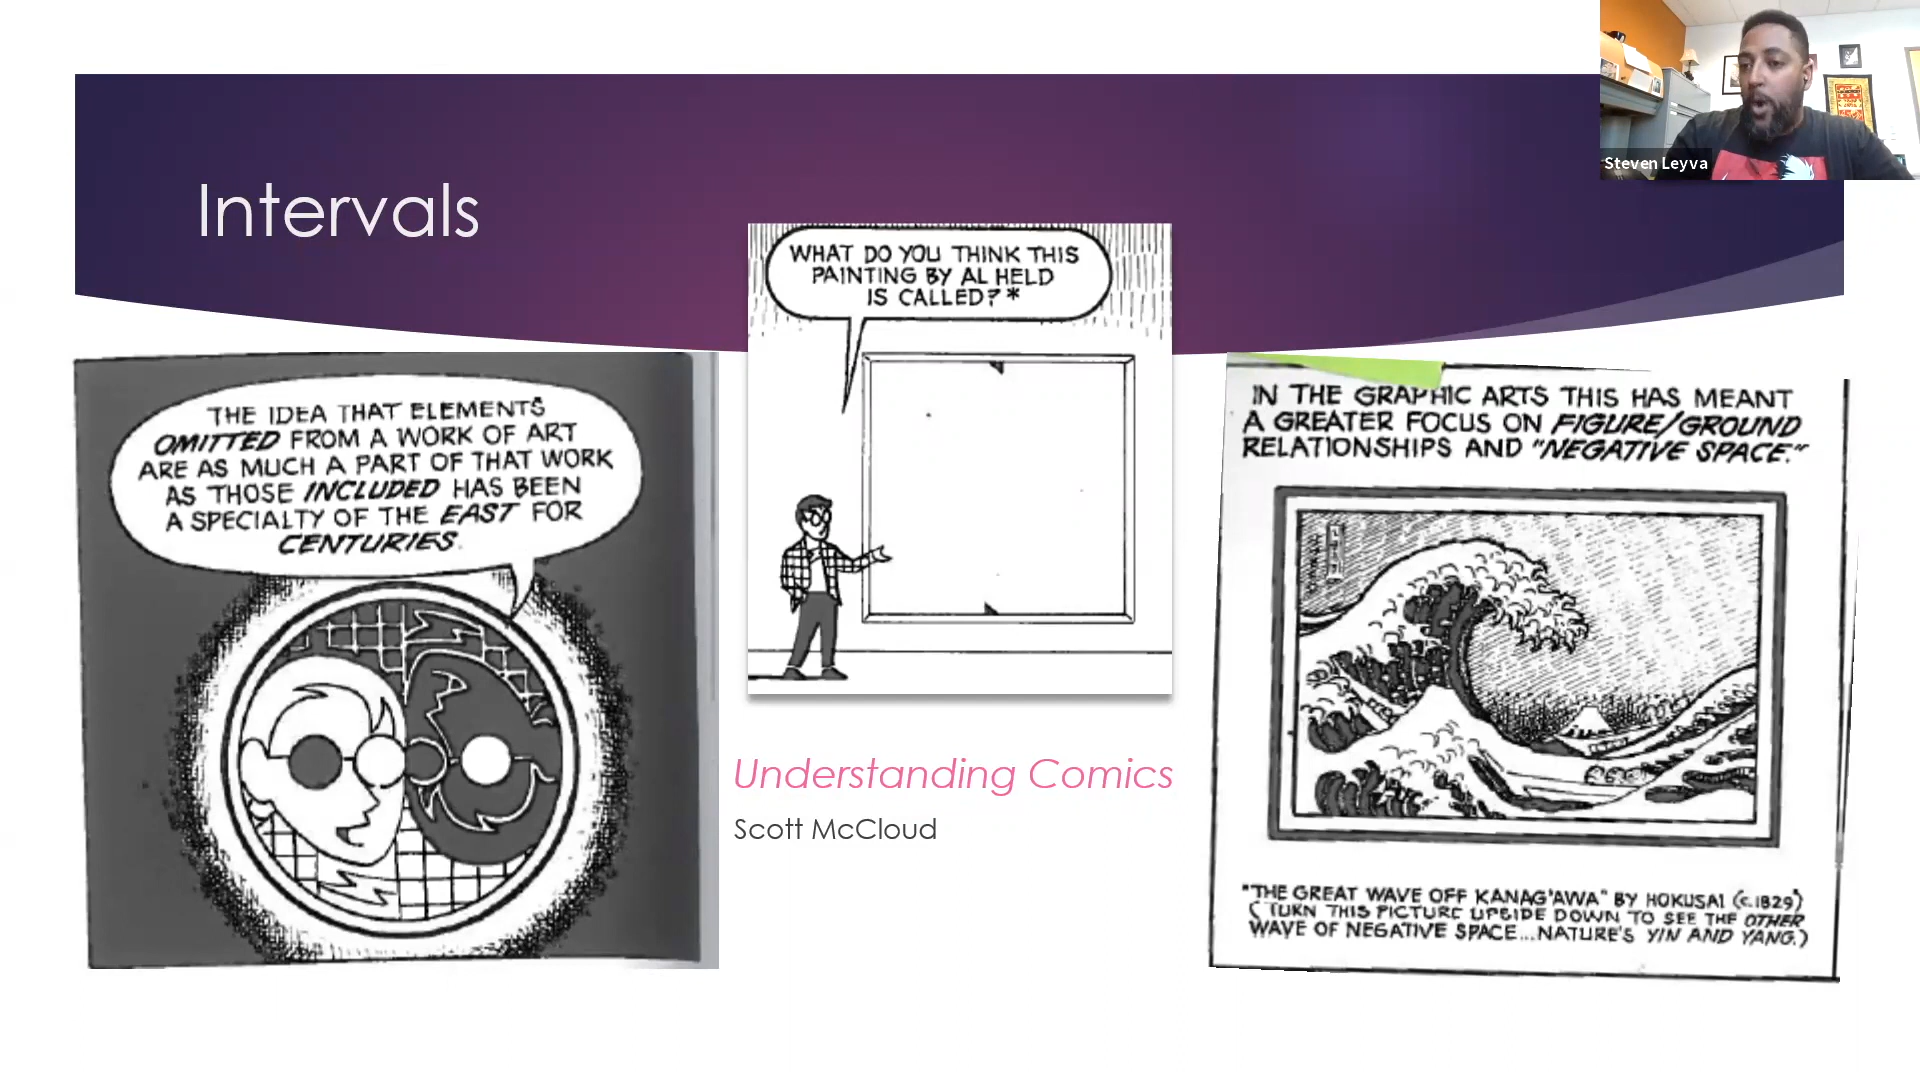 Intervals
Steven Leyva
WHAT DO YOU THINK THIS
PAINTING BY AL HELD
IS CALLED?*
THE IDEA THAT ELEMENTS
OMITTED FROM A WORK OF ART
ARE AS MUCH A PART OF THAT WORK
AS THOSE INCLUDED HAS BEEN
A SPECIALTY OF THE EAST FOR
CENTURIES.
IN THE GRAPHIC ARTS THIS HAS MEANT
A GREATER FOCUS ON FIGURE/GROUND
RELATIONSHIPS AND "NEGATIVE SPACE."
Understanding Comics
Scott McCloud
"THE GREAT WAVE OFF KANAGAWA" BY HOKUSAI (c.1829)
(TURN THIS PICTURE UPSIDE DOWN TO SEE THE OTHER
WAVE OF NEGATIVE SPACE...NATURE'S YIN AND YANG.)